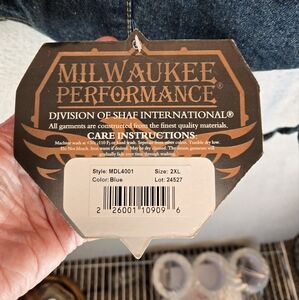 MILWAUKEE
PERFORMANCE®
DIVISION OF SHAF INTERNATIONAL®
All garments are constructed from the finest quality materials.
CARE INSTRUCTIONS
Style: MDL4001 Size: 2XL
Color: Blue Lot: 24527
2 26001 10909 6